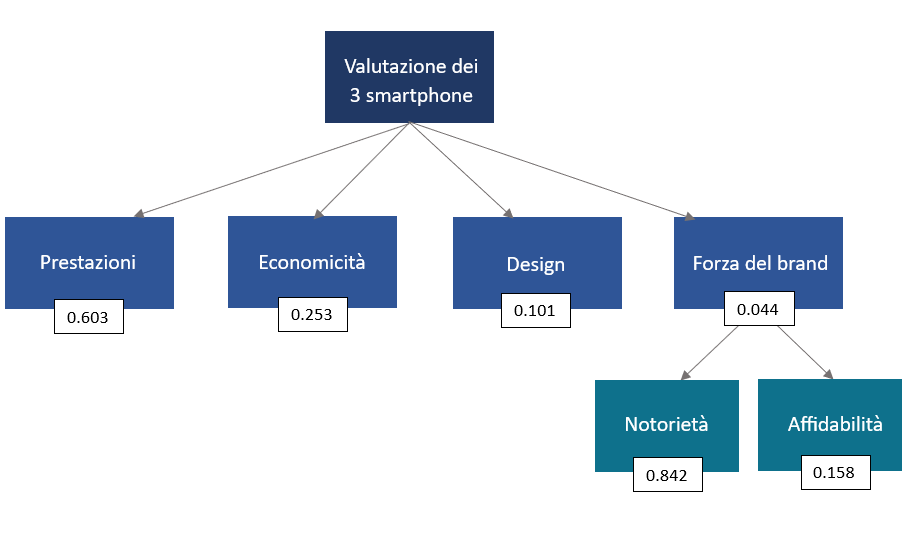 Valutazione dei
3 smartphone
Prestazioni
0.603
Economicità
0.253
Design
0.101
Forza del brand
0.044
Notorietà
0.842
Affidabilità
0.158